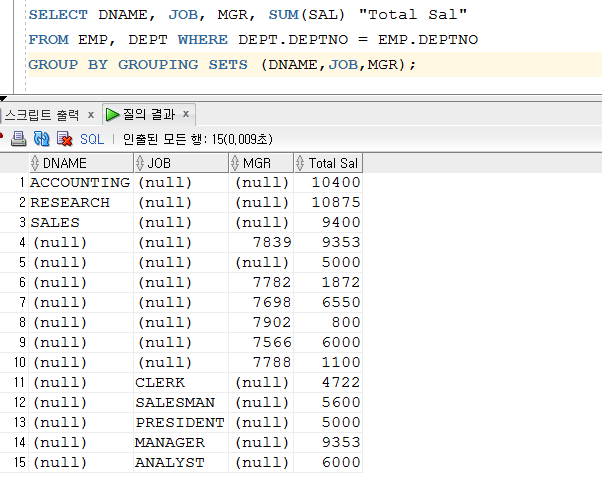 SELECT DNAME, JOB, MGR, SUM(SAL) "Total Sal"
FROM EMP, DEPT WHERE DEPT.DEPTNO = EMP.DEPTNO
GROUP BY GROUPING SETS (DNAME,JOB,MGR);
스크립트 출력 x 질의 결과 x
SQL | 인출된 모든 행: 15(0,009초)
DNAME JOB MGR Total Sal
1 ACCOUNTING (null) (null) 10400
2 RESEARCH (null) (null) 10875
3 SALES (null) (null) 9400
4 (null) (null) 7839 9353
5 (null) (null) (null) 5000
6 (null) (null) 7782 1872
7 (null) (null) 7698 6550
8 (null) (null) 7902 800
9 (null) (null) 7566 6000
10 (null) (null) 7788 1100
11 (null) CLERK (null) 4722
12 (null) SALESMAN (null) 5600
13 (null) PRESIDENT (null) 5000
14 (null) MANAGER (null) 9353
15 (null) ANALYST (null) 6000